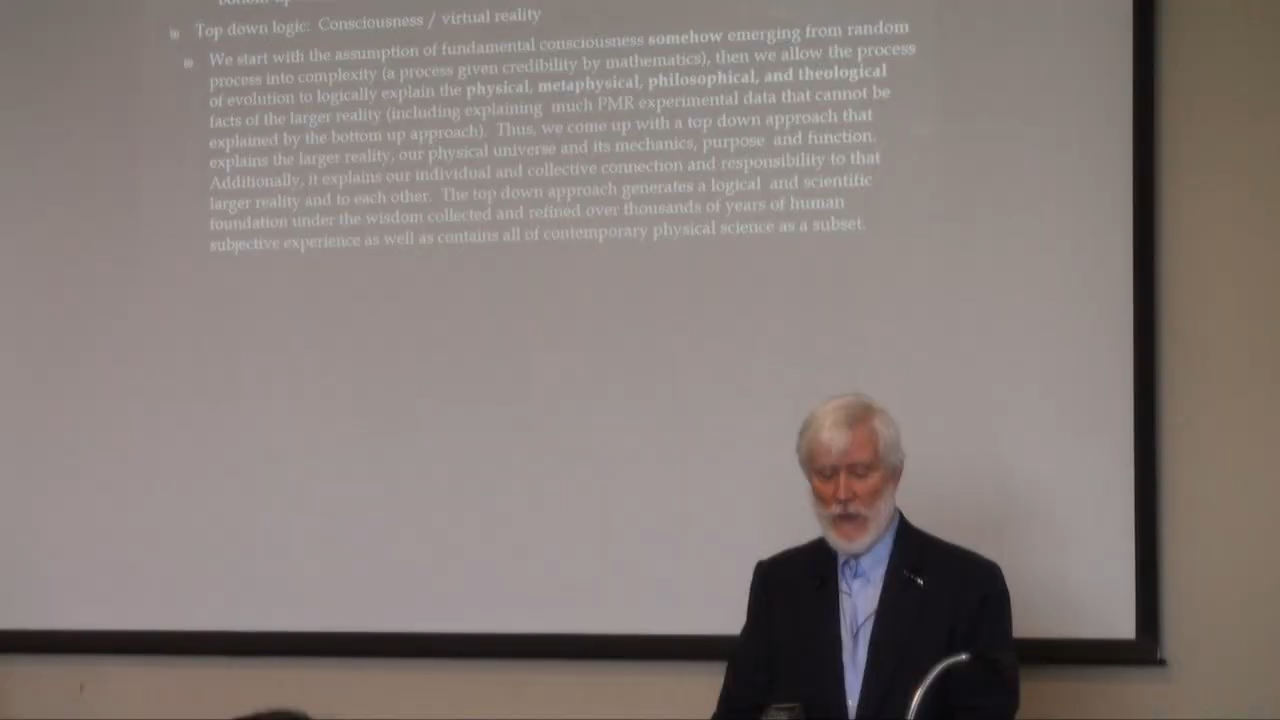 Top down logic: Consciousness / virtual reality
We start with the assumption of fundamental consciousness somehow emerging from random
process into complexity (a process given credibility by mathematics), then we allow the process
of evolution to logically explain the physical, metaphysical, philosophical, and theological
facts of the larger reality (including explaining much PMR experimental data that cannot be
explained by the bottom up approach). Thus, we come up with a top down approach that
explains the larger reality, our physical universe and its mechanics, purpose and function.
Additionally, it explains our individual and collective connection and responsibility to that
larger reality and to each other. The top down approach generates a logical and scientific
foundation under the wisdom collected and refined over thousands of years of human
subjective experience as well as contains all of contemporary physical science as a subset.